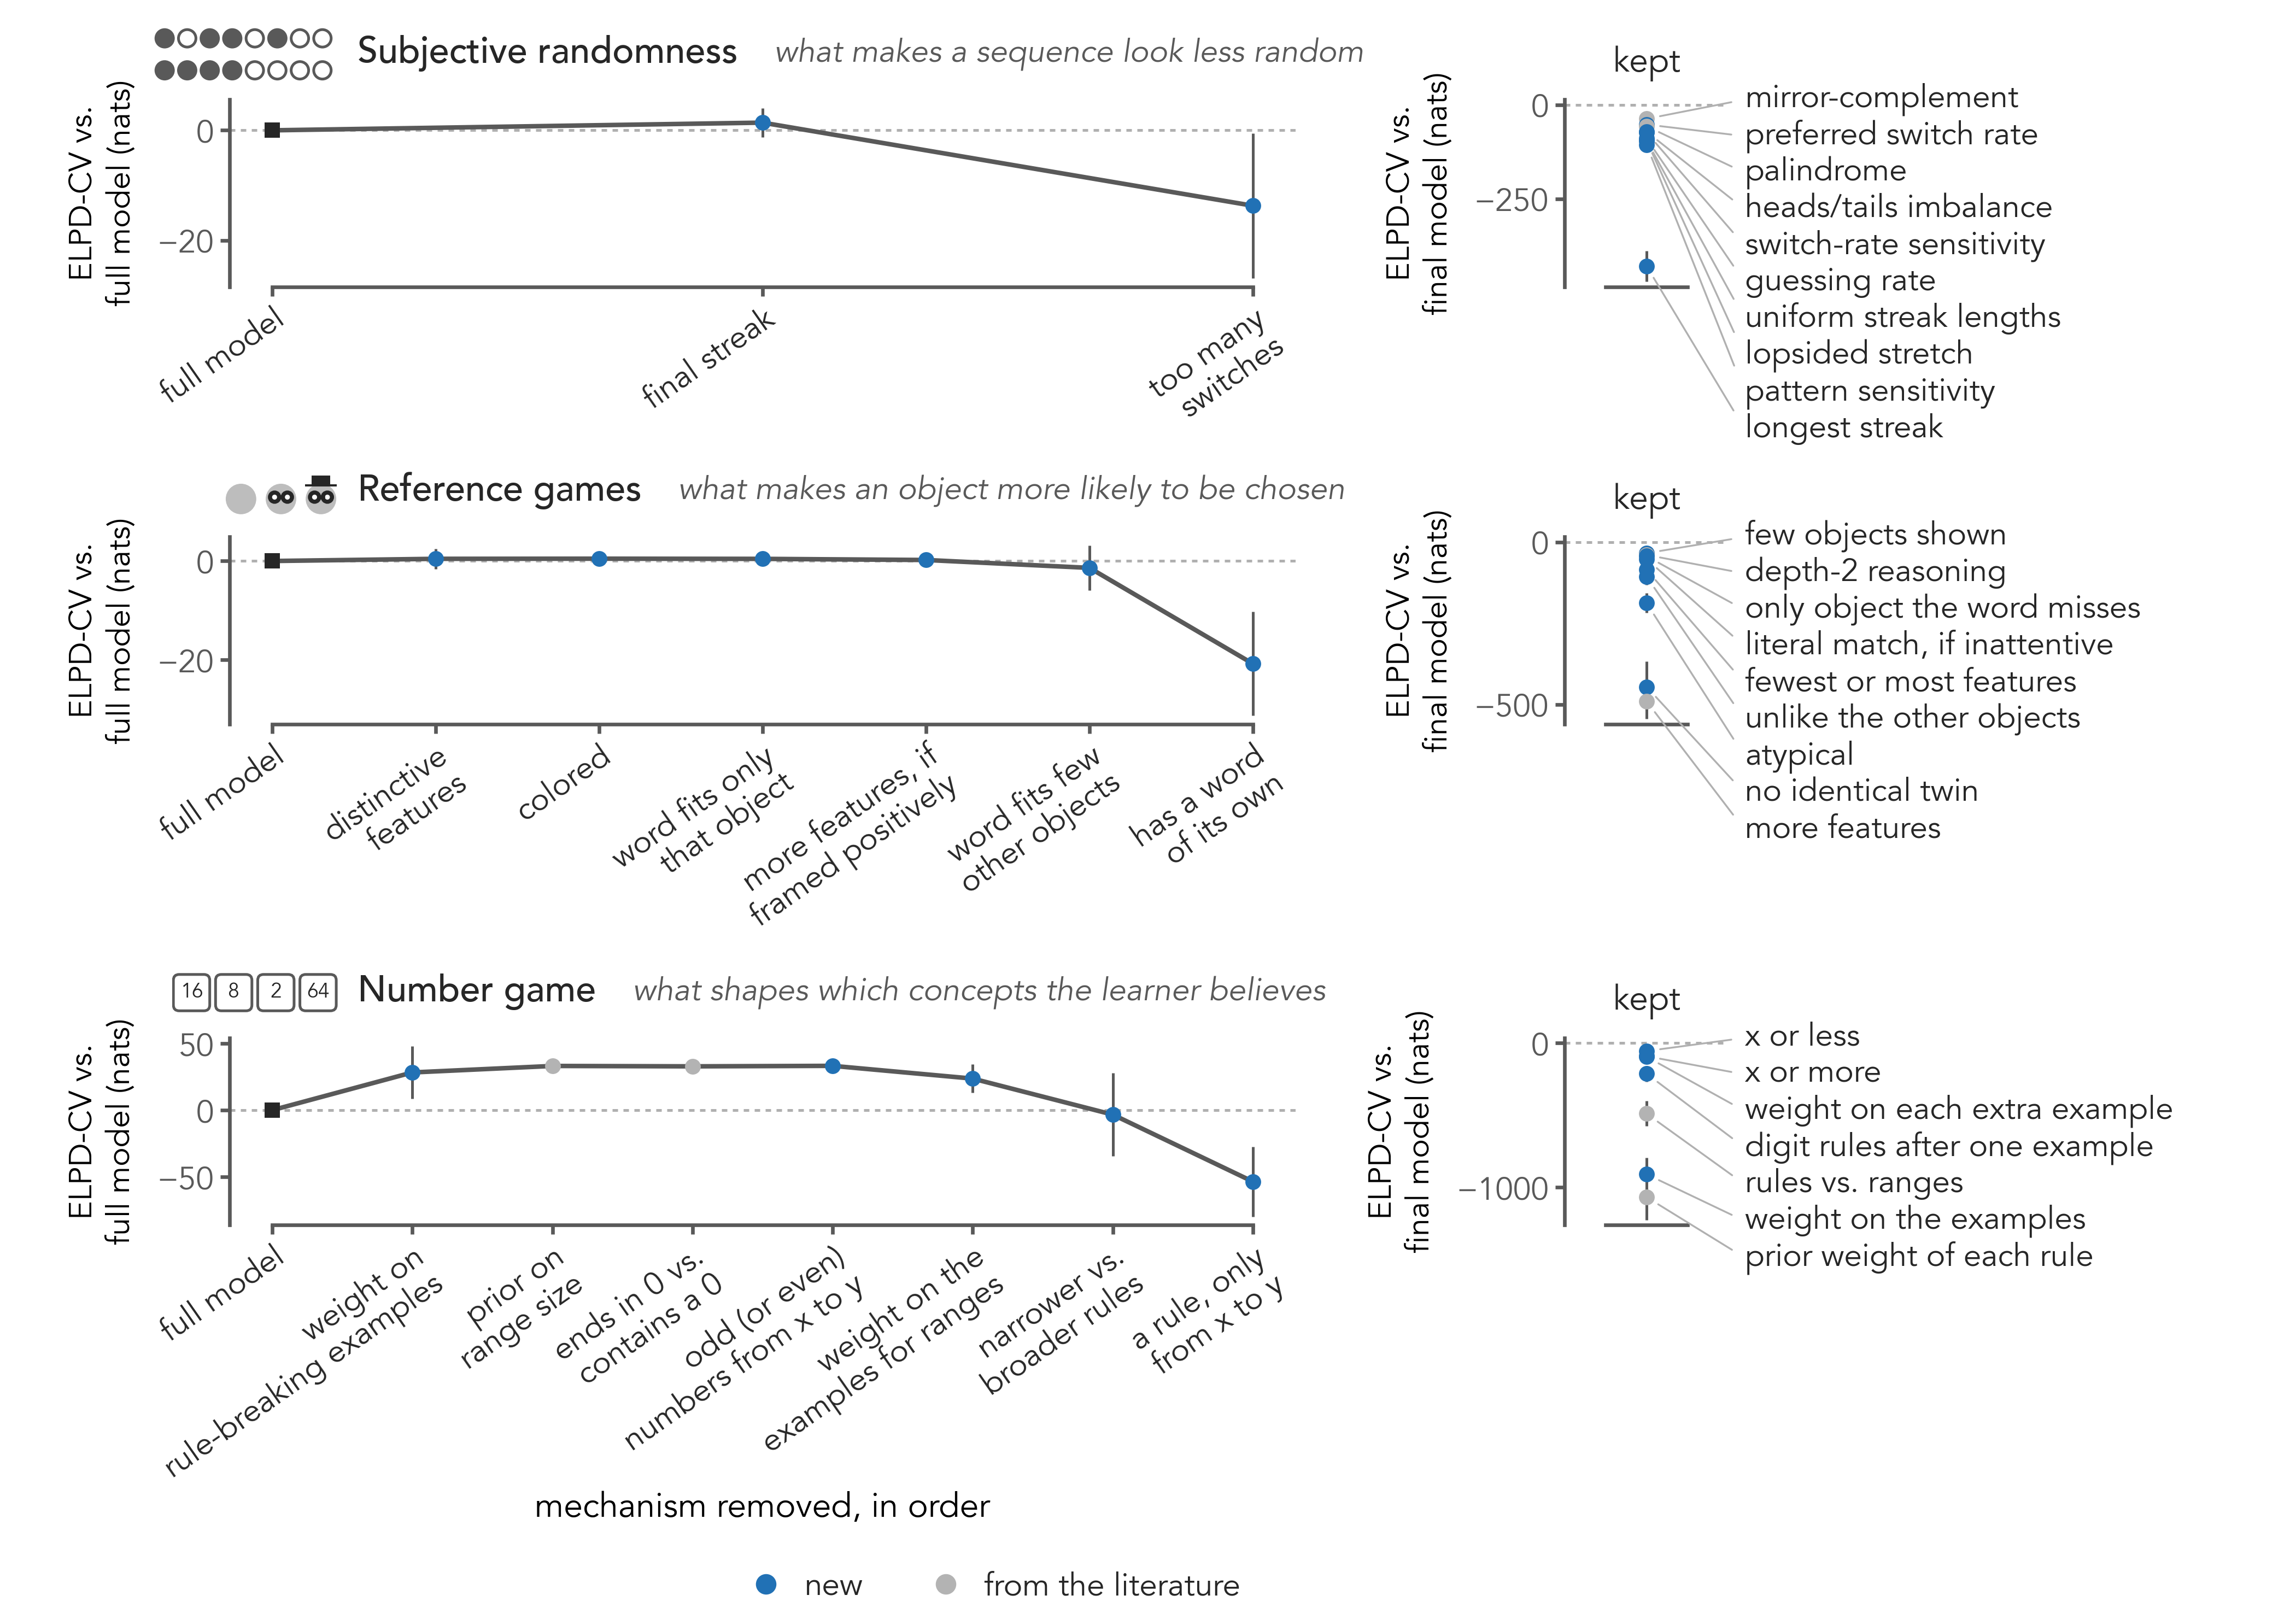 Subjective randomness what makes a sequence look less random
ELPD-CV vs.
full model (nats)
0
−20
full model
final streak
too many
switches
kept
ELPD-CV vs.
final model (nats)
0
−250
mirror-complement
preferred switch rate
palindrome
heads/tails imbalance
switch-rate sensitivity
guessing rate
uniform streak lengths
lopsided stretch
pattern sensitivity
longest streak
Reference games what makes an object more likely to be chosen
ELPD-CV vs.
full model (nats)
0
−20
full model
distinctive
features
colored
word fits only
that object
more features, if
framed positively
word fits few
other objects
has a word
of its own
kept
ELPD-CV vs.
final model (nats)
0
−500
few objects shown
depth-2 reasoning
only object the word misses
literal match, if inattentive
fewest or most features
unlike the other objects
atypical
no identical twin
more features
16 8 2 64 Number game what shapes which concepts the learner believes
ELPD-CV vs.
full model (nats)
50
0
−50
full model
weight on
rule-breaking examples
prior on
range size
ends in 0 vs.
contains a 0
odd (or even)
numbers from x to y
weight on the
examples for ranges
narrower vs.
broader rules
a rule, only
from x to y
kept
ELPD-CV vs.
final model (nats)
0
−1000
x or less
x or more
weight on each extra example
digit rules after one example
rules vs. ranges
weight on the examples
prior weight of each rule
mechanism removed, in order
new
from the literature